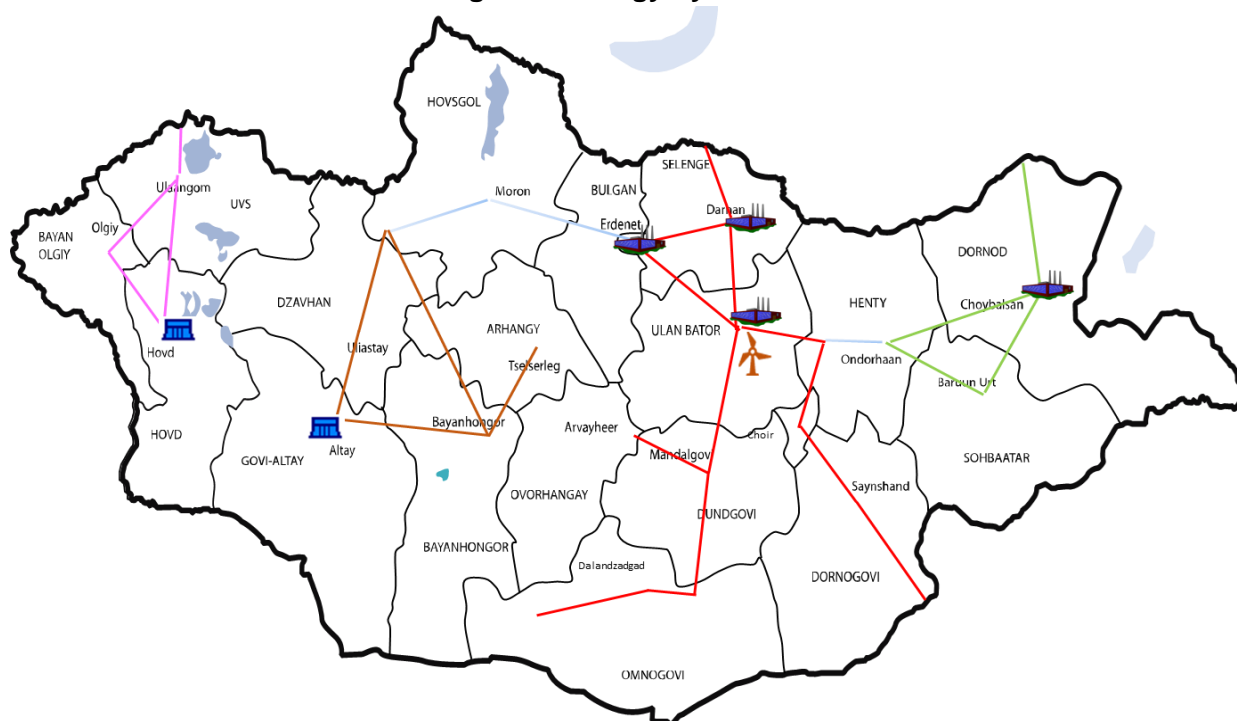 HOVSGOL
SELENGE
Ulaangom
UVS
Moron
BULGAN
Darhan
Olgiy
BAYAN
OLGIY
Erdenet
DORNOD
DZAVHAN
HENTY
Choybalsan
ARHANGY
ULAN BATOR
Uliastay
Hovd
Tselserleg
Ondorhaan
Baruun Urt
Bayanhongor
Arvayheer
Choir
HOVD
Altay
GOVI-ALTAY
Mandalgovi
SOHBAATAR
Saynshand
OVORHANGAY
DUNDGOVI
BAYANHONGOR
Dalandzadgad
DORNOGOVI
OMNOGOVI